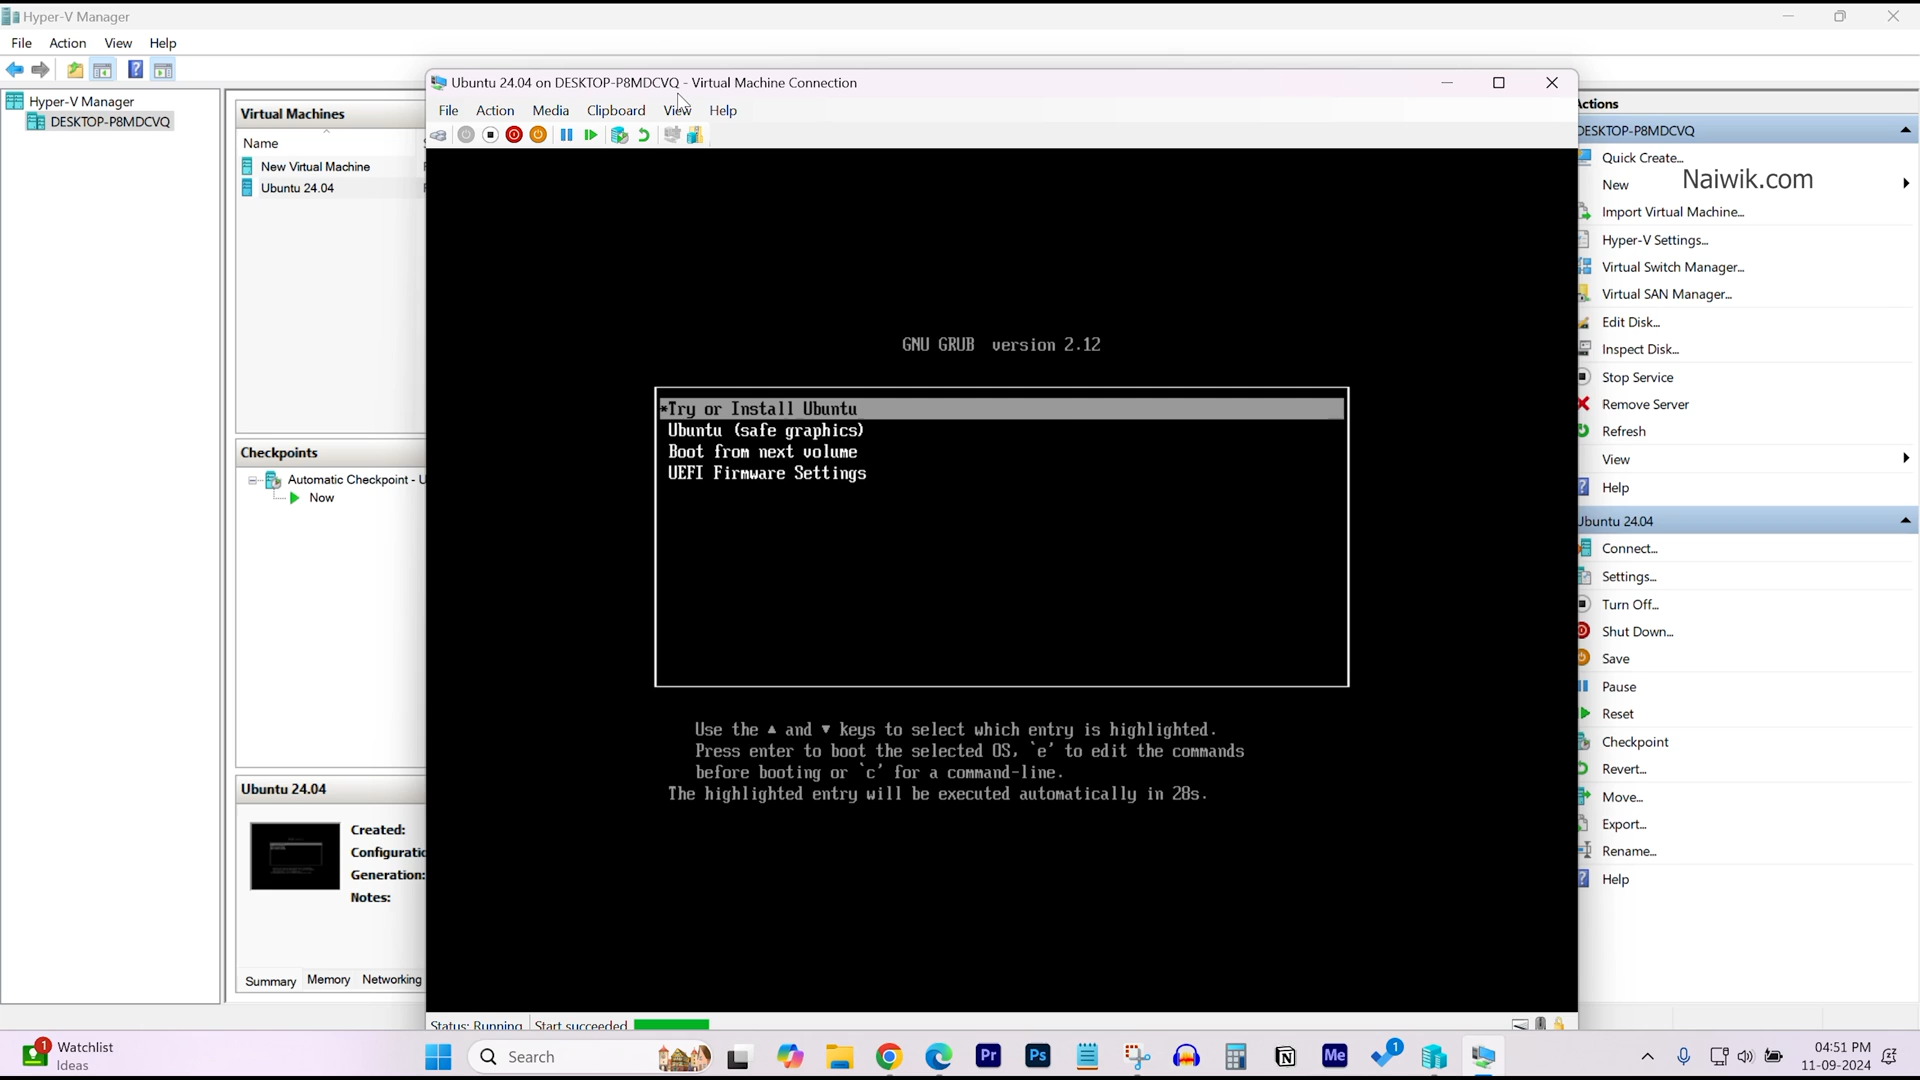 Hyper-V Manager
File Action View Help
Hyper-V Manager
DESKTOP-P8MDCVQ
Virtual Machines
Name
New Virtual Machine
Ubuntu 24.04
Checkpoints
Automatic Checkpoint - U
Now
Ubuntu 24.04
Created:
Configuratio
Generation:
Notes:
Summary Memory Networking
Ubuntu 24.04 on DESKTOP-P8MDCVQ - Virtual Machine Connection
File Action Media Clipboard View Help
GNU GRUB version 2.12
*Try or Install Ubuntu
Ubuntu (safe graphics)
Boot from next volume
UEFI Firmware Settings
Use the ▲ and ▼ keys to select which entry is highlighted.
Press enter to boot the selected OS, `e' to edit the commands
before booting or `c' for a command-line.
The highlighted entry will be executed automatically in 28s.
Status: Running Start succeeded
Actions
DESKTOP-P8MDCVQ
Quick Create...
New
Naiwik.com
Import Virtual Machine...
Hyper-V Settings...
Virtual Switch Manager...
Virtual SAN Manager...
Edit Disk...
Inspect Disk...
Stop Service
Remove Server
Refresh
View
Help
Ubuntu 24.04
Connect...
Settings...
Turn Off...
Shut Down...
Save
Pause
Reset
Checkpoint
Revert...
Move...
Export...
Rename...
Help
1
Watchlist
Ideas
Search
Pr
Ps
N
Me
1
04:51 PM
11-09-2024